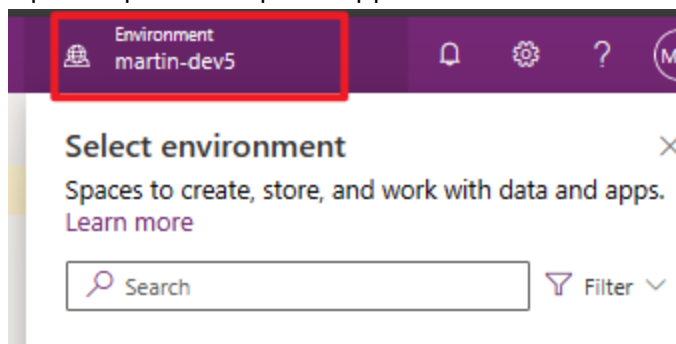 Environment
martin-dev5
?
Select environment
Spaces to create, store, and work with data and apps.
Learn more
Search
Filter